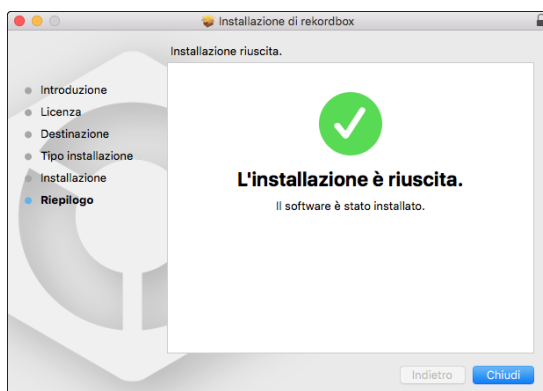 Installazione di rekordbox
Installazione riuscita.
Introduzione
Licenza
Destinazione
Tipo installazione
Installazione
Riepilogo
L'installazione è riuscita.
Il software è stato installato.
Indietro
Chiudi